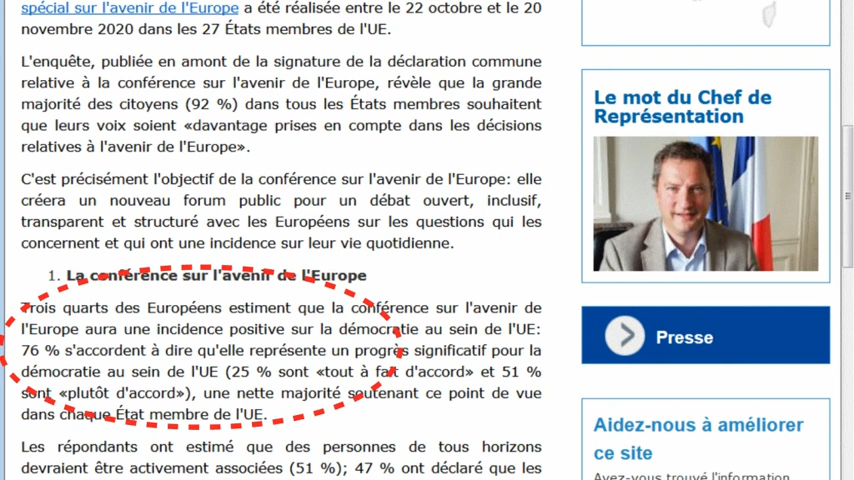 spécial sur l'avenir de l'Europe a été réalisée entre le 22 octobre et le 20
novembre 2020 dans les 27 États membres de l'UE.
L'enquête, publiée en amont de la signature de la déclaration commune
relative à la conférence sur l'avenir de l'Europe, révèle que la grande
majorité des citoyens (92 %) dans tous les États membres souhaitent
que leurs voix soient «davantage prises en compte dans les décisions
relatives à l'avenir de l'Europe».
C'est précisément l'objectif de la conférence sur l'avenir de l'Europe: elle
créera un nouveau forum public pour un débat ouvert, inclusif,
transparent et structuré avec les Européens sur les questions qui les
concernent et qui ont une incidence sur leur vie quotidienne.
1. La conférence sur l'avenir de l'Europe
Trois quarts des Européens estiment que la conférence sur l'avenir de
l'Europe aura une incidence positive sur la démocratie au sein de l'UE:
76 % s'accordent à dire qu'elle représente un progrès significatif pour la
démocratie au sein de l'UE (25 % sont «tout à fait d'accord» et 51 %
sont «plutôt d'accord»), une nette majorité soutenant ce point de vue
dans chaque État membre de l'UE.
Les répondants ont estimé que des personnes de tous horizons
devraient être activement associées (51 %); 47 % ont déclaré que les
Le mot du Chef de
Représentation
Presse
Aidez-nous à améliorer
ce site
Avez-vous trouvé l'information